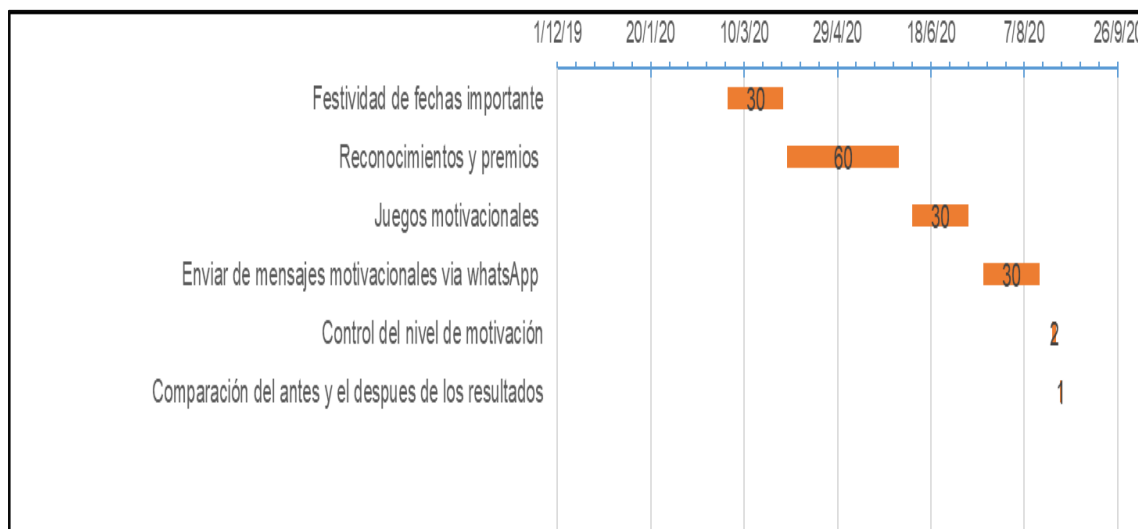 1/12/19 20/1/20 10/3/20 29/4/20 18/6/20 7/8/20 26/9/20
Festividad de fechas importante 30
Reconocimientos y premios 60
Juegos motivacionales 30
Enviar de mensajes motivacionales via whatsApp 30
Control del nivel de motivación 2
Comparación del antes y el despues de los resultados 1